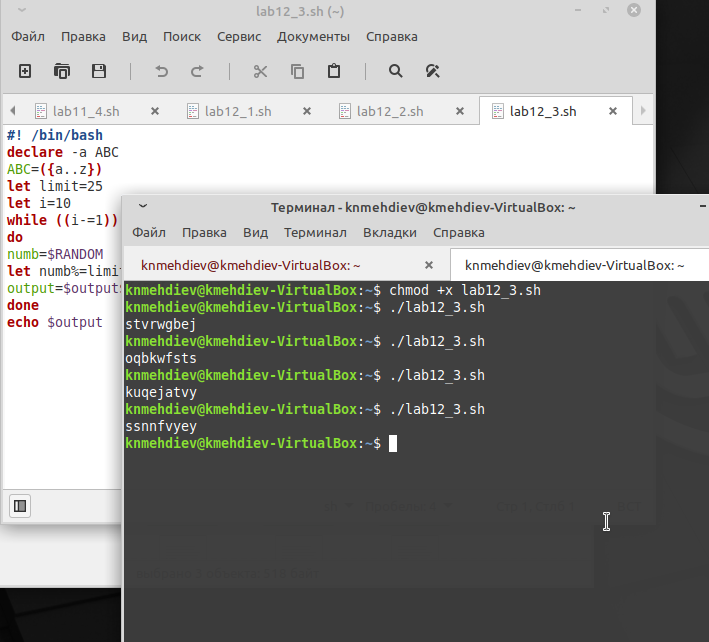 lab12_3.sh (~)
Файл Правка Вид Поиск Сервис Документы Справка
lab11_4.sh lab12_1.sh lab12_2.sh lab12_3.sh
#! /bin/bash
declare -a ABC
ABC=({a..z})
let limit=25
let i=10
while ((i-=1))
do
numb=$RANDOM
let numb%=limit
output=$output
done
echo $output
Терминал - knmehdiev@kmehdiev-VirtualBox: ~
Файл Правка Вид Терминал Вкладки Справка
knmehdiev@kmehdiev-VirtualBox: ~ knmehdiev@kmehdiev-VirtualBox: ~
knmehdiev@kmehdiev-VirtualBox:~$ chmod +x lab12_3.sh
knmehdiev@kmehdiev-VirtualBox:~$ ./lab12_3.sh
stvrwgbej
knmehdiev@kmehdiev-VirtualBox:~$ ./lab12_3.sh
oqbkwfsts
knmehdiev@kmehdiev-VirtualBox:~$ ./lab12_3.sh
kuqejatvy
knmehdiev@kmehdiev-VirtualBox:~$ ./lab12_3.sh
ssnnfvyey
knmehdiev@kmehdiev-VirtualBox:~$